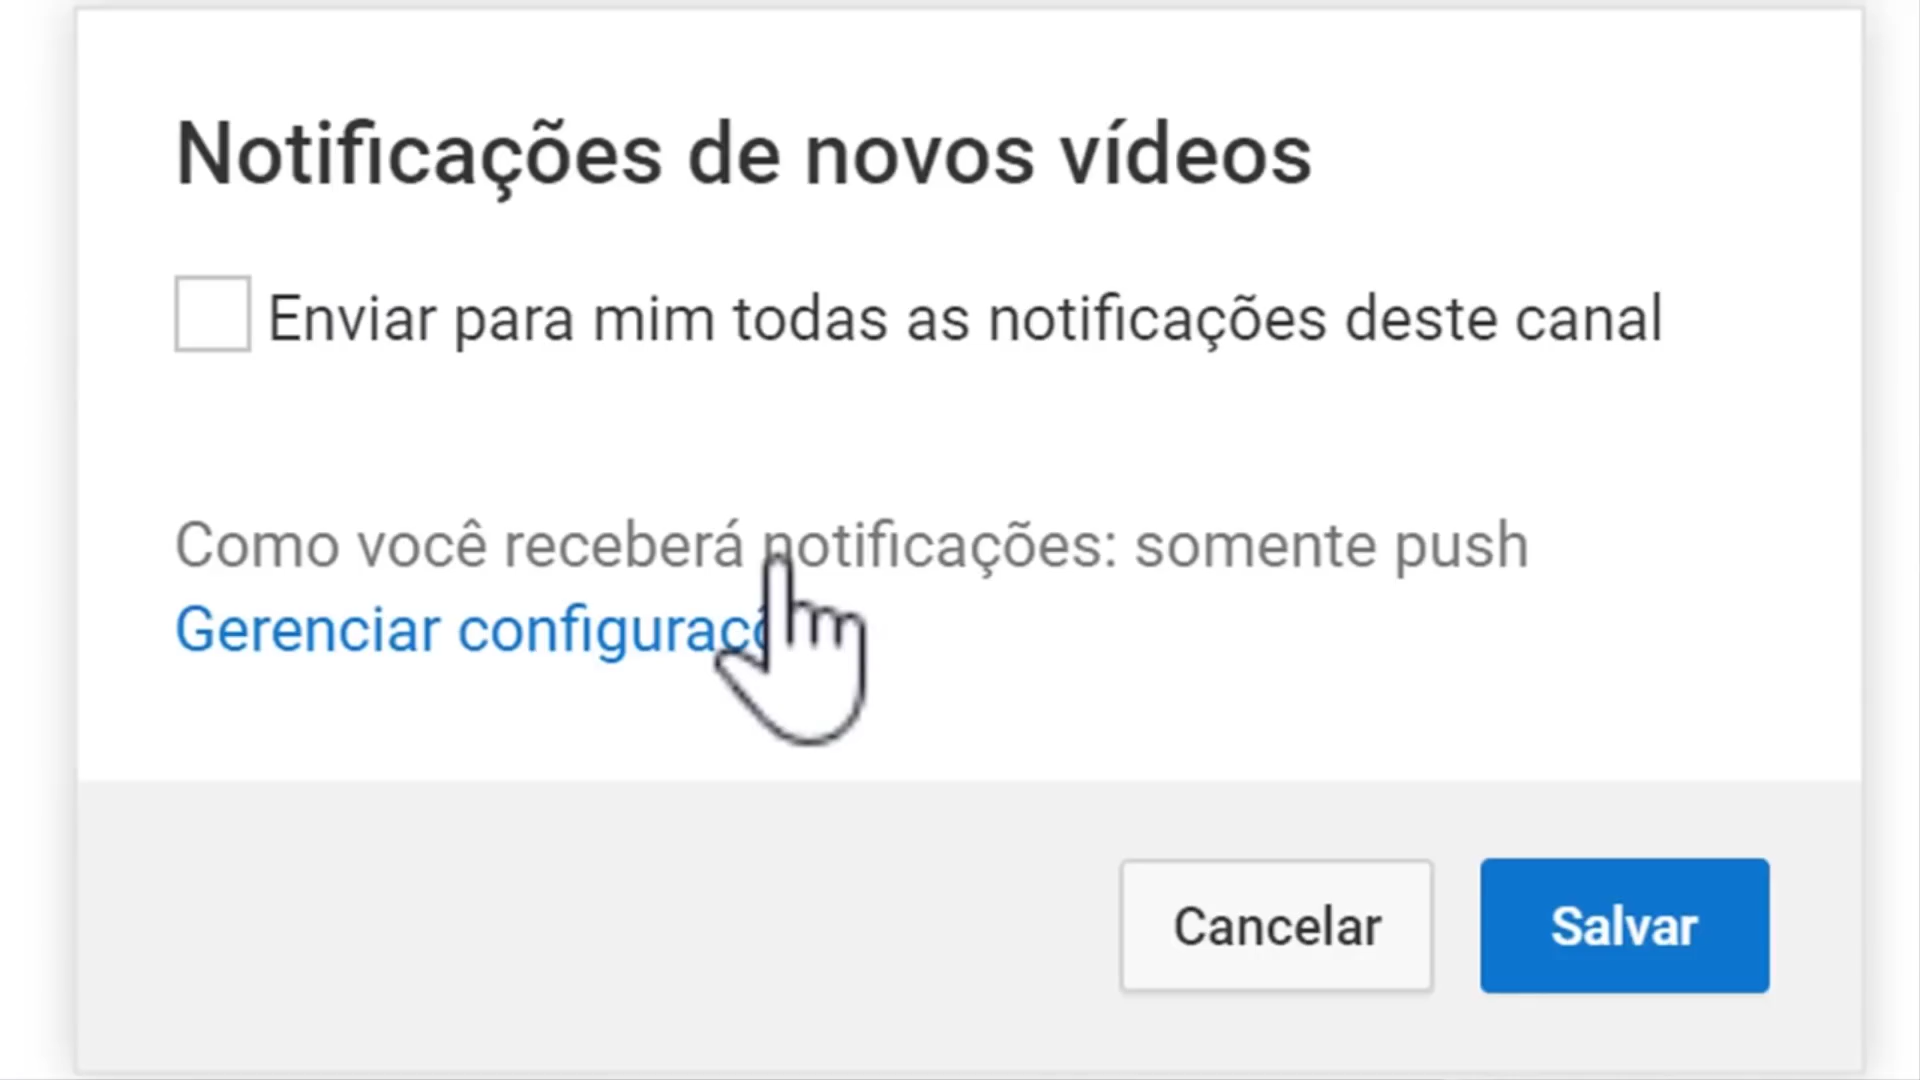 Notificações de novos vídeos
Enviar para mim todas as notificações deste canal
Como você receberá notificações: somente push
Gerenciar
Cancelar
Salvar